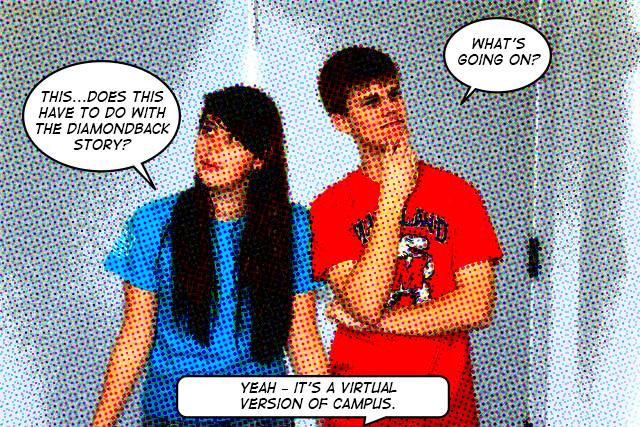 THIS...DOES THIS
HAVE TO DO WITH
THE DIAMONDBACK
STORY?
WHAT'S
GOING ON?
MARYLAND
M
YEAH - IT'S A VIRTUAL
VERSION OF CAMPUS.